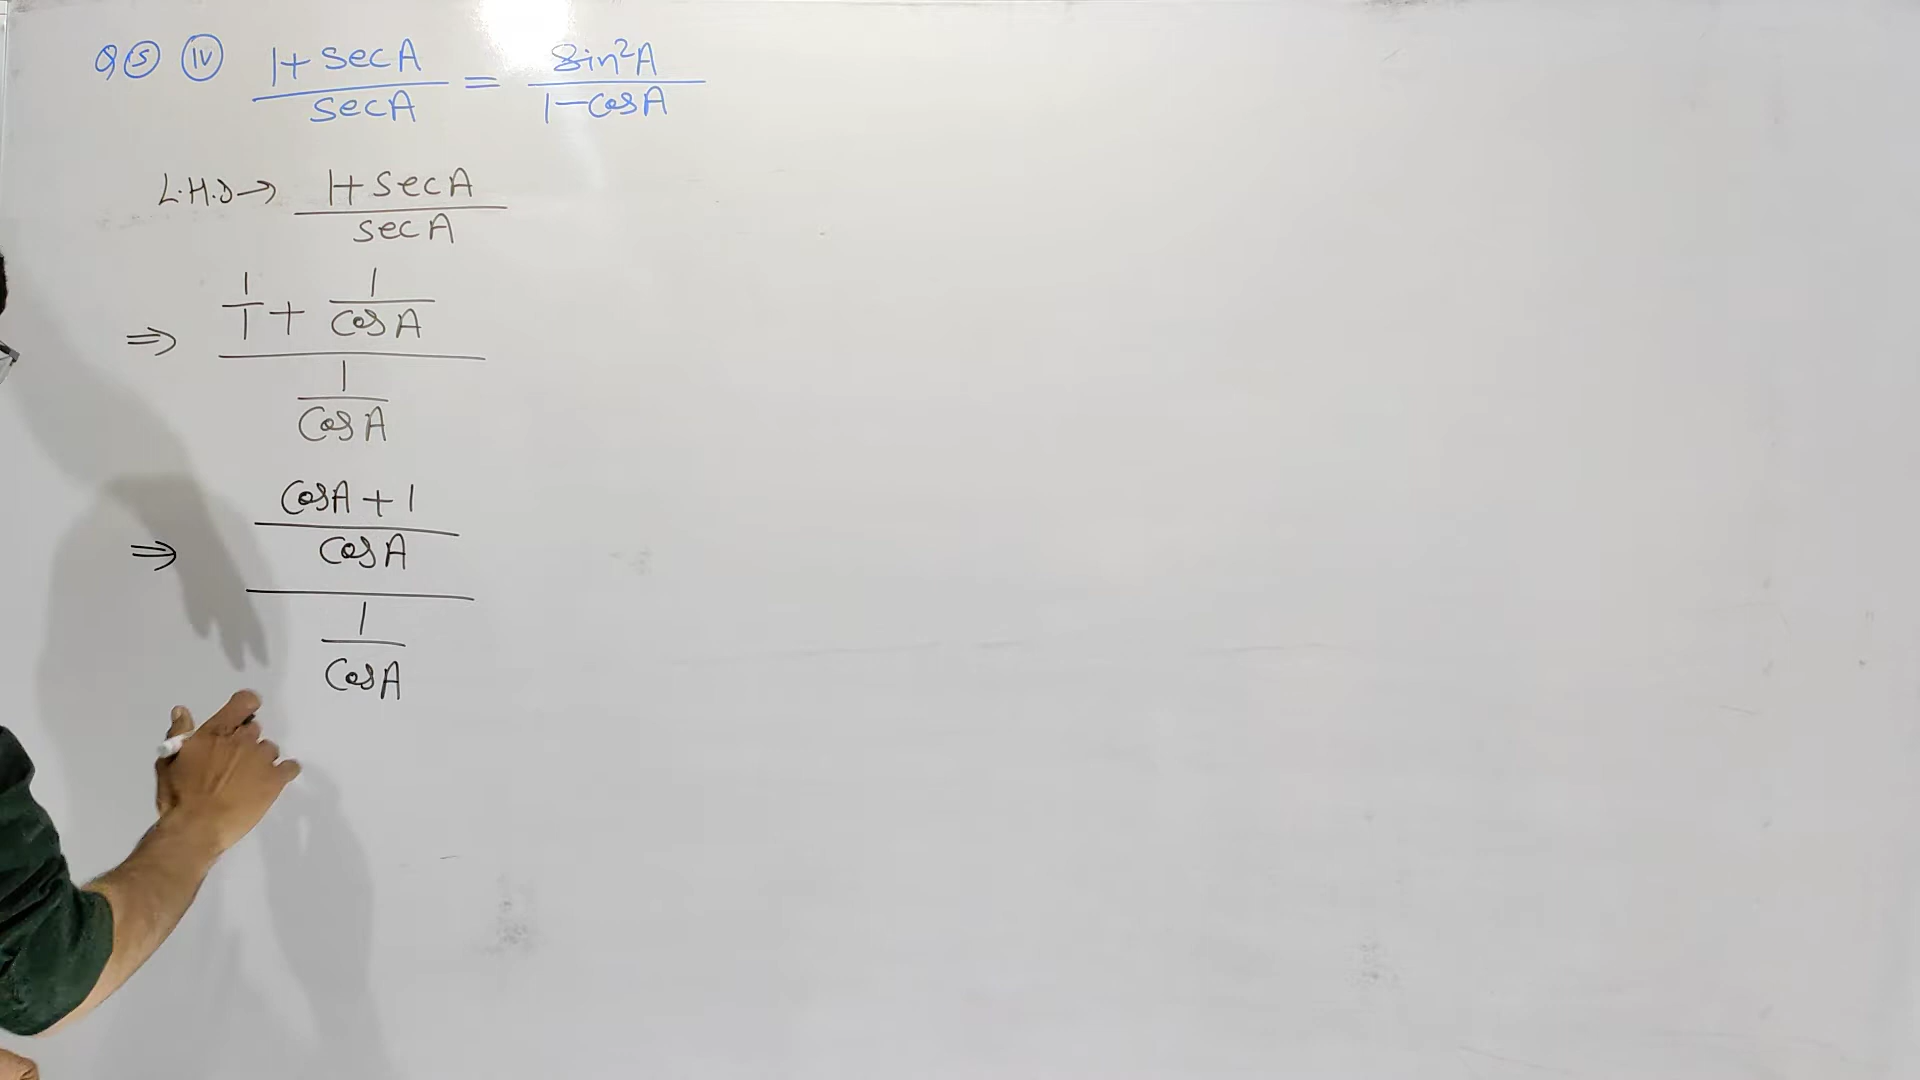 Q⑤ ⓘⓥ 1+secA / secA = Sin²A / 1-cosA
L.H.S→ 1+secA / secA
⇒ 1/1 + 1/cosA / 1/cosA
⇒ cosA+1 / cosA / 1/cosA